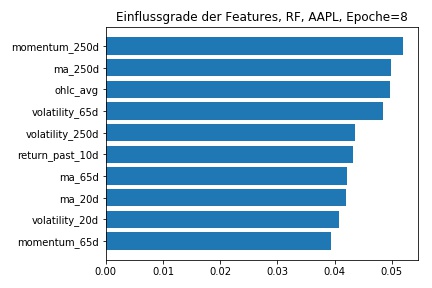 Einflussgrade der Features, RF, AAPL, Epoche=8
momentum_250d
ma_250d
ohlc_avg
volatility_65d
volatility_250d
return_past_10d
ma_65d
ma_20d
volatility_20d
momentum_65d
0.00 0.01 0.02 0.03 0.04 0.05